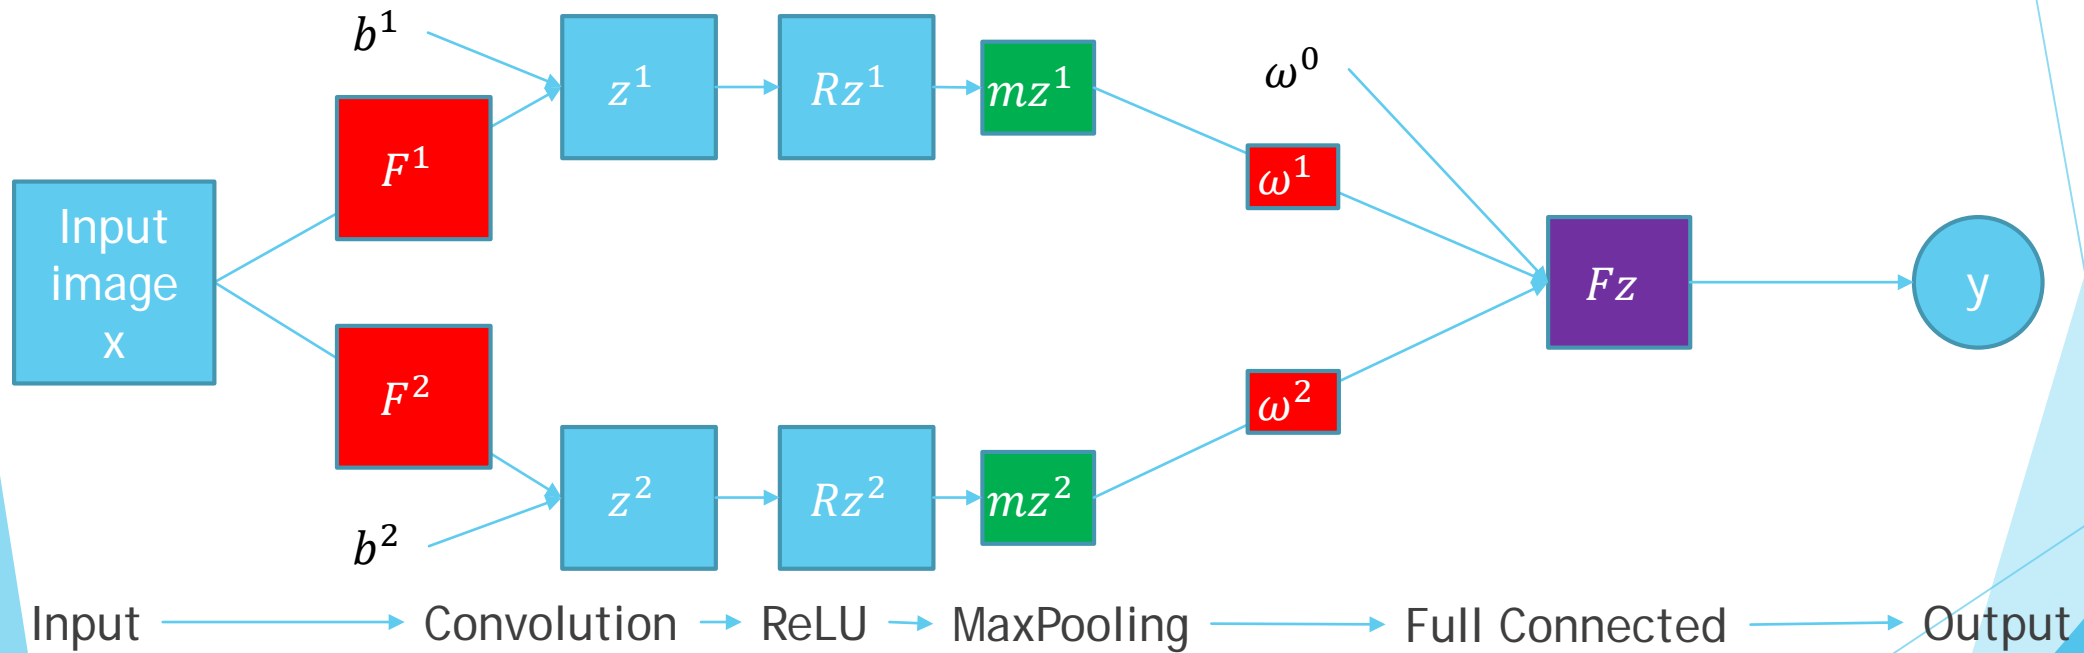 b¹
z¹
Rz¹
mz¹
ω⁰
F¹
ω¹
Input
image
x
Fz
y
F²
ω²
z²
Rz²
mz²
b²
Input
Convolution
ReLU
MaxPooling
Full Connected
Output